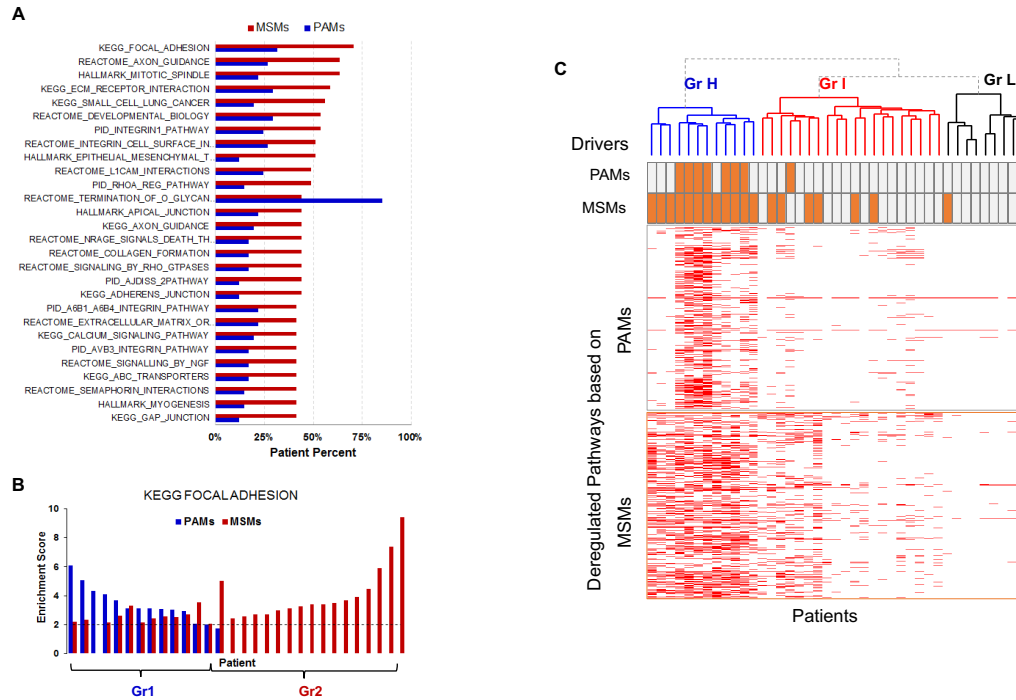 A
MSMs PAMs
KEGG_FOCAL_ADHESION
REACTOME_AXON_GUIDANCE
HALLMARK_MITOTIC_SPINDLE
KEGG_ECM_RECEPTOR_INTERACTION
KEGG_SMALL_CELL_LUNG_CANCER
REACTOME_DEVELOPMENTAL_BIOLOGY
PID_INTEGRIN1_PATHWAY
REACTOME_INTEGRIN_CELL_SURFACE_IN..
HALLMARK_EPITHELIAL_MESENCHYMAL_T..
REACTOME_L1CAM_INTERACTIONS
PID_RHOA_REG_PATHWAY
REACTOME_TERMINATION_OF_O_GLYCAN..
HALLMARK_APICAL_JUNCTION
KEGG_AXON_GUIDANCE
REACTOME_NRAGE_SIGNALS_DEATH_TH..
REACTOME_COLLAGEN_FORMATION
REACTOME_SIGNALING_BY_RHO_GTPASES
PID_AJDISS_2PATHWAY
KEGG_ADHERENS_JUNCTION
PID_A6B1_A6B4_INTEGRIN_PATHWAY
REACTOME_EXTRACELLULAR_MATRIX_OR..
KEGG_CALCIUM_SIGNALING_PATHWAY
PID_AVB3_INTEGRIN_PATHWAY
REACTOME_SIGNALLING_BY_NGF
KEGG_ABC_TRANSPORTERS
REACTOME_SEMAPHORIN_INTERACTIONS
HALLMARK_MYOGENESIS
KEGG_GAP_JUNCTION
0% 25% 50% 75% 100%
Patient Percent
B
KEGG FOCAL ADHESION
PAMs MSMs
Enrichment Score
10
8
6
4
2
0
Patient
Gr1 Gr2
C
Gr H Gr I Gr L
Drivers
PAMs
MSMs
Deregulated Pathways based on
PAMs
MSMs
Patients